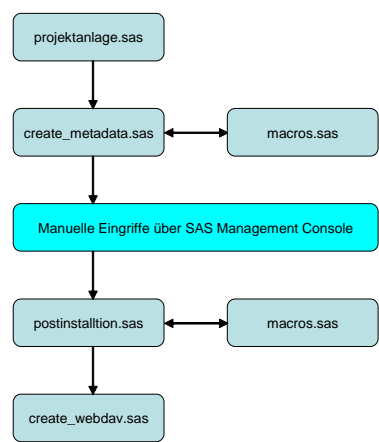 projektanlage.sas
create_metadata.sas
macros.sas
Manuelle Eingriffe über SAS Management Console
postinstalltion.sas
macros.sas
create_webdav.sas